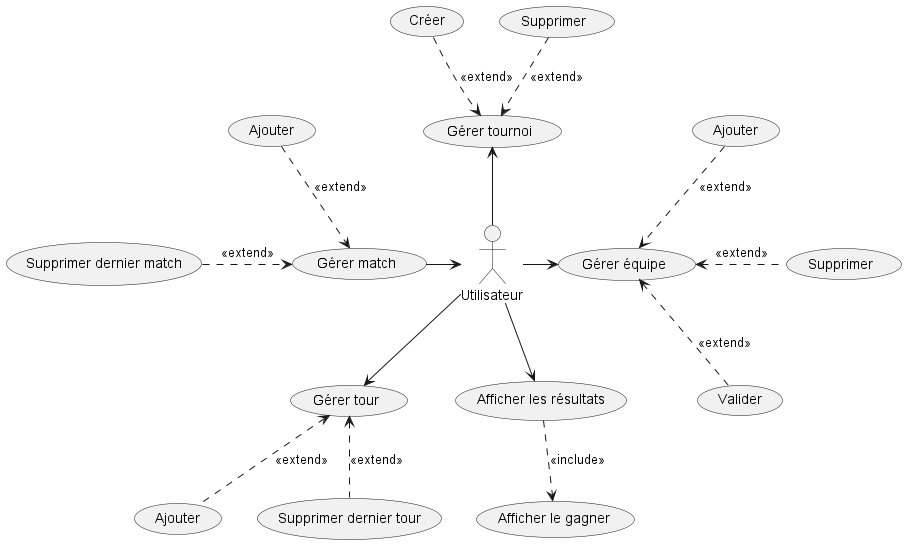 Créer
Supprimer
«extend»
«extend»
Gérer tournoi
Ajouter
Ajouter
«extend»
«extend»
Supprimer dernier match
«extend»
Gérer match
Utilisateur
Gérer équipe
«extend»
Supprimer
«extend»
Gérer tour
Afficher les résultats
Valider
«extend»
«extend»
«include»
Ajouter
Supprimer dernier tour
Afficher le gagner